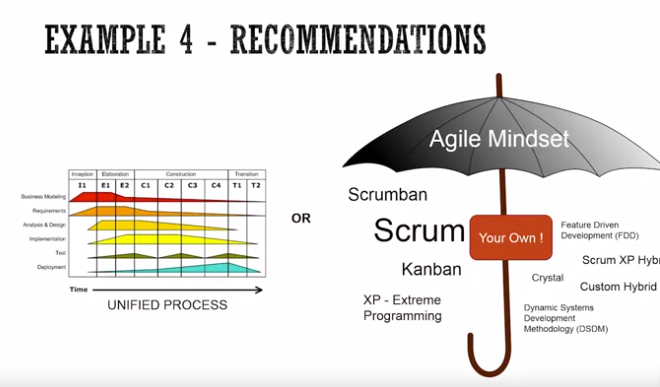 EXAMPLE 4 - RECOMMENDATIONS
Inception Elaboration Construction Transition
I1 E1 E2 C1 C2 C3 C4 T1 T2
Business Modeling
Requirements
Analysis & Design
Implementation
Test
Deployment
Time
UNIFIED PROCESS
OR
Agile Mindset
Scrumban
Scrum
Kanban
XP - Extreme
Programming
Your Own !
Feature Driven
Development (FDD)
Scrum XP Hybr
Crystal
Custom Hybrid
Dynamic Systems
Development
Methodology (DSDM)